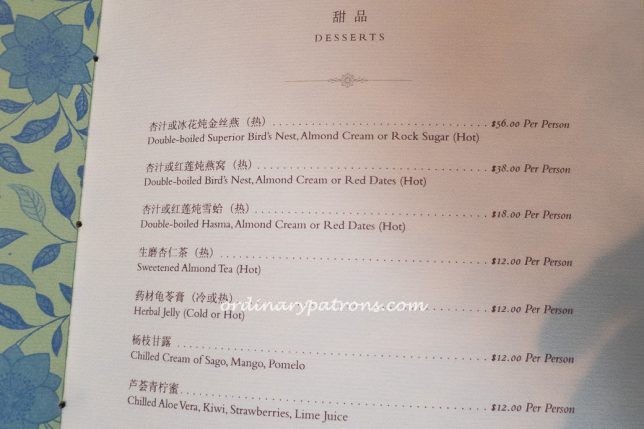 甜品
DESSERTS
杏汁或冰花炖金丝燕（热） $56.00 Per Person
Double-boiled Superior Bird's Nest, Almond Cream or Rock Sugar (Hot)
杏汁或红莲炖燕窝（热） $38.00 Per Person
Double-boiled Bird's Nest, Almond Cream or Red Dates (Hot)
杏汁或红莲炖雪蛤（热） $18.00 Per Person
Double-boiled Hasma, Almond Cream or Red Dates (Hot)
生磨杏仁茶（热） $12.00 Per Person
Sweetened Almond Tea (Hot)
药材龟苓膏（冷或热） $12.00 Per Person
ordinarypatrons.com
Herbal Jelly (Cold or Hot)
杨枝甘露 $12.00 Per Person
Chilled Cream of Sago, Mango, Pomelo
芦荟青柠蜜 $12.00 Per Person
Chilled Aloe Vera, Kiwi, Strawberries, Lime Juice